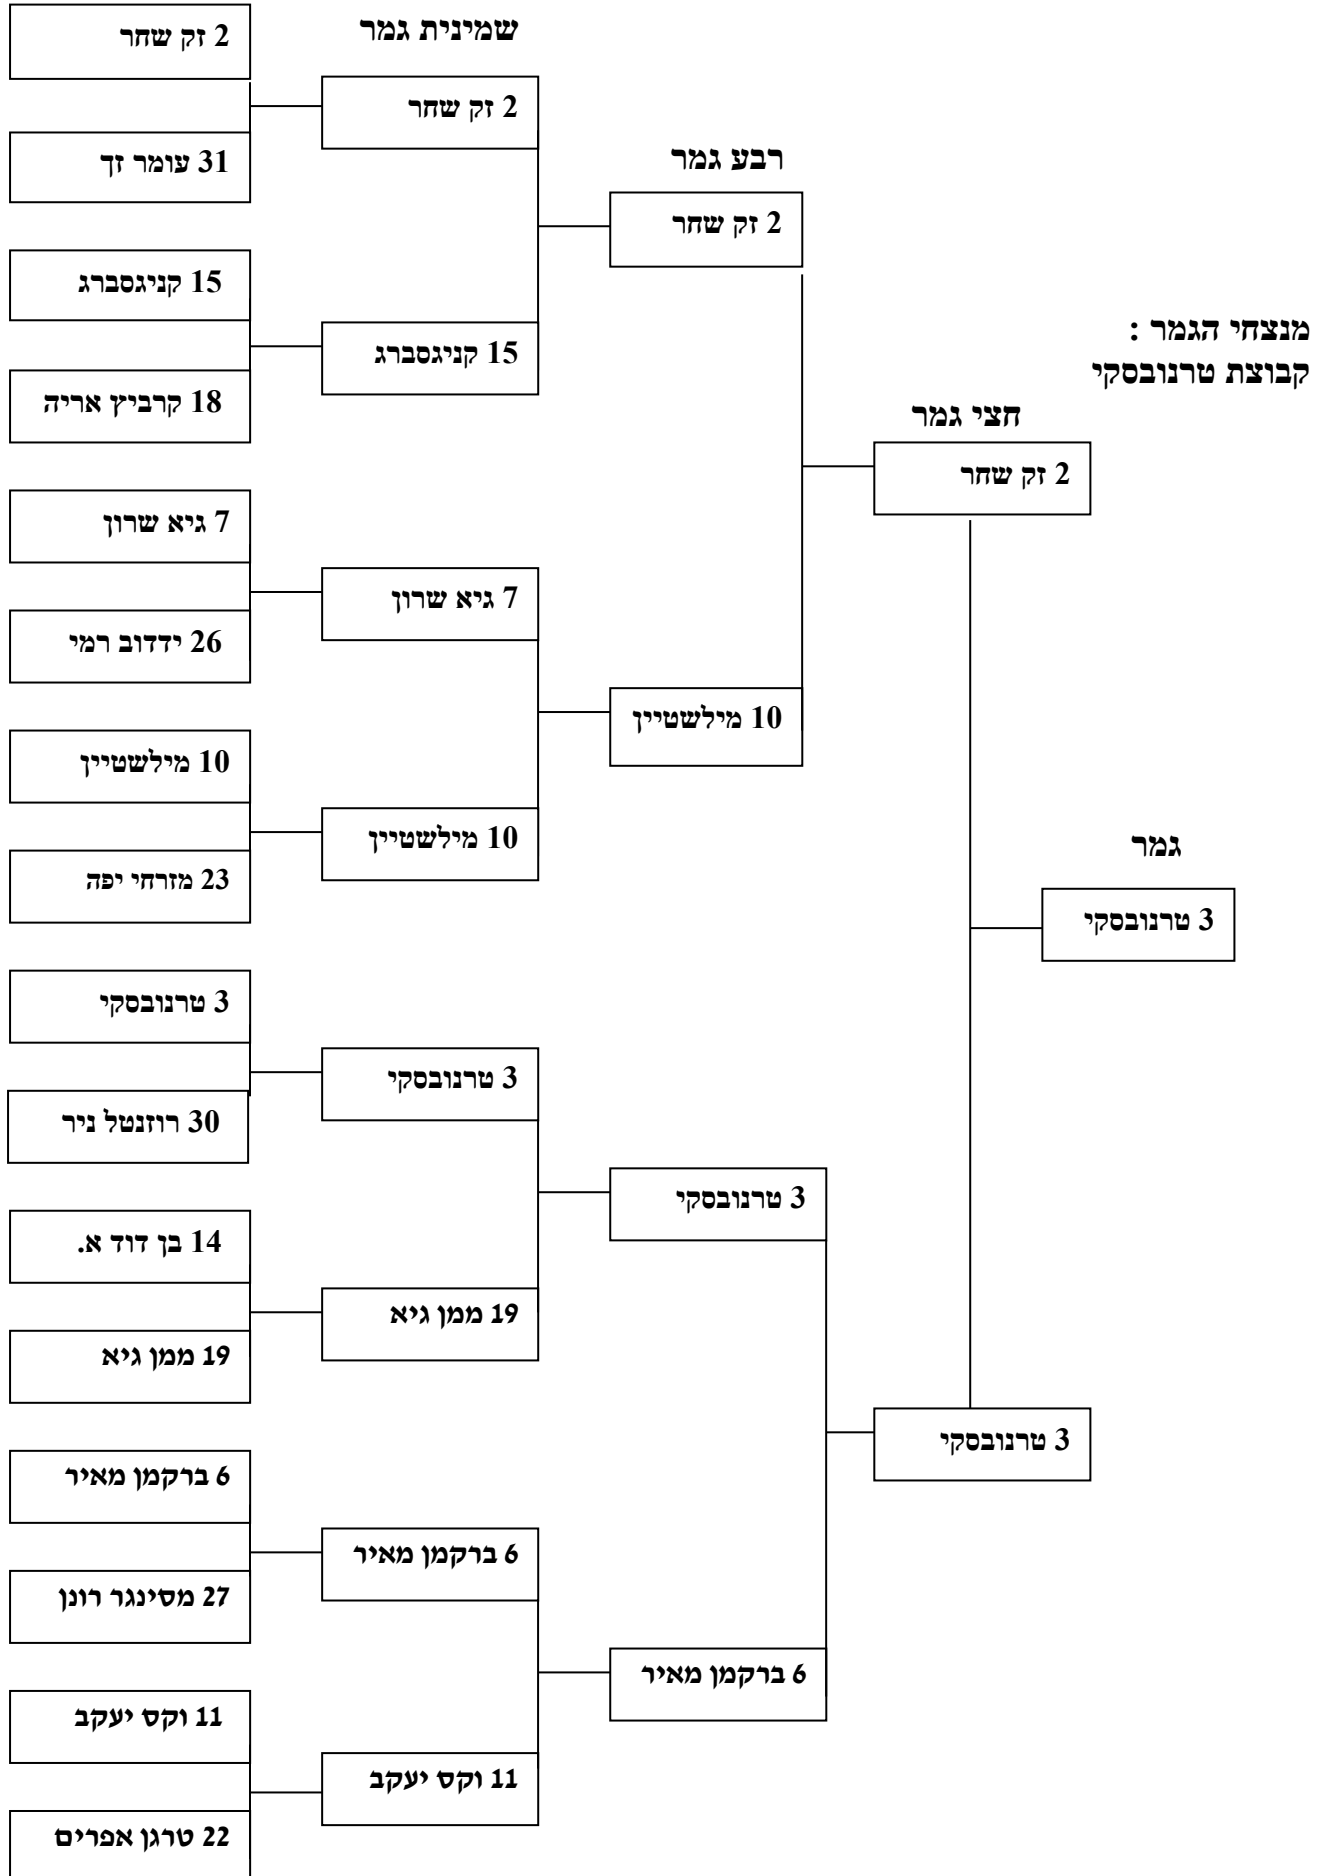 2 זק שחר
31 עומר זך
15 קניגסברג
18 קרביץ אריה
7 גיא שרון
26 ידדוב רמי
10 מילשטיין
23 מזרחי יפה
3 טרנובסקי
30 רוזנטל ניר
14 בן דוד א.
19 ממן גיא
6 ברקמן מאיר
27 מסינגר רונן
11 וקס יעקב
22 טרגן אפרים
שמינית גמר
2 זק שחר
15 קניגסברג
7 גיא שרון
10 מילשטיין
3 טרנובסקי
19 ממן גיא
6 ברקמן מאיר
11 וקס יעקב
רבע גמר
2 זק שחר
10 מילשטיין
3 טרנובסקי
6 ברקמן מאיר
חצי גמר
2 זק שחר
3 טרנובסקי
גמר
3 טרנובסקי
מנצחי הגמר :
קבוצת טרנובסקי